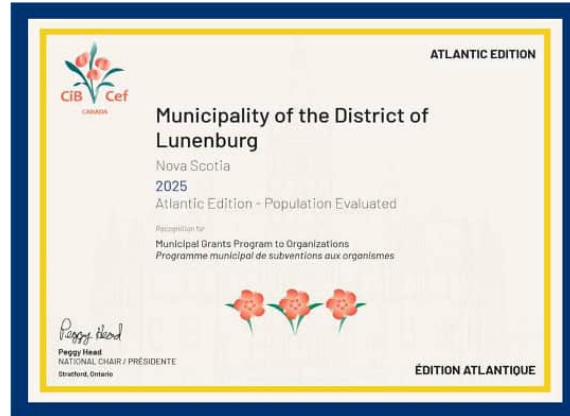 ATLANTIC EDITION
CiB Cef
CANADA
Municipality of the District of
Lunenburg
Nova Scotia
2025
Atlantic Edition - Population Evaluated
Recognition for
Municipal Grants Program to Organizations
Programme municipal de subventions aux organismes
Peggy Head
Peggy Head
NATIONAL CHAIR / PRÉSIDENTE
Stratford, Ontario
ÉDITION ATLANTIQUE